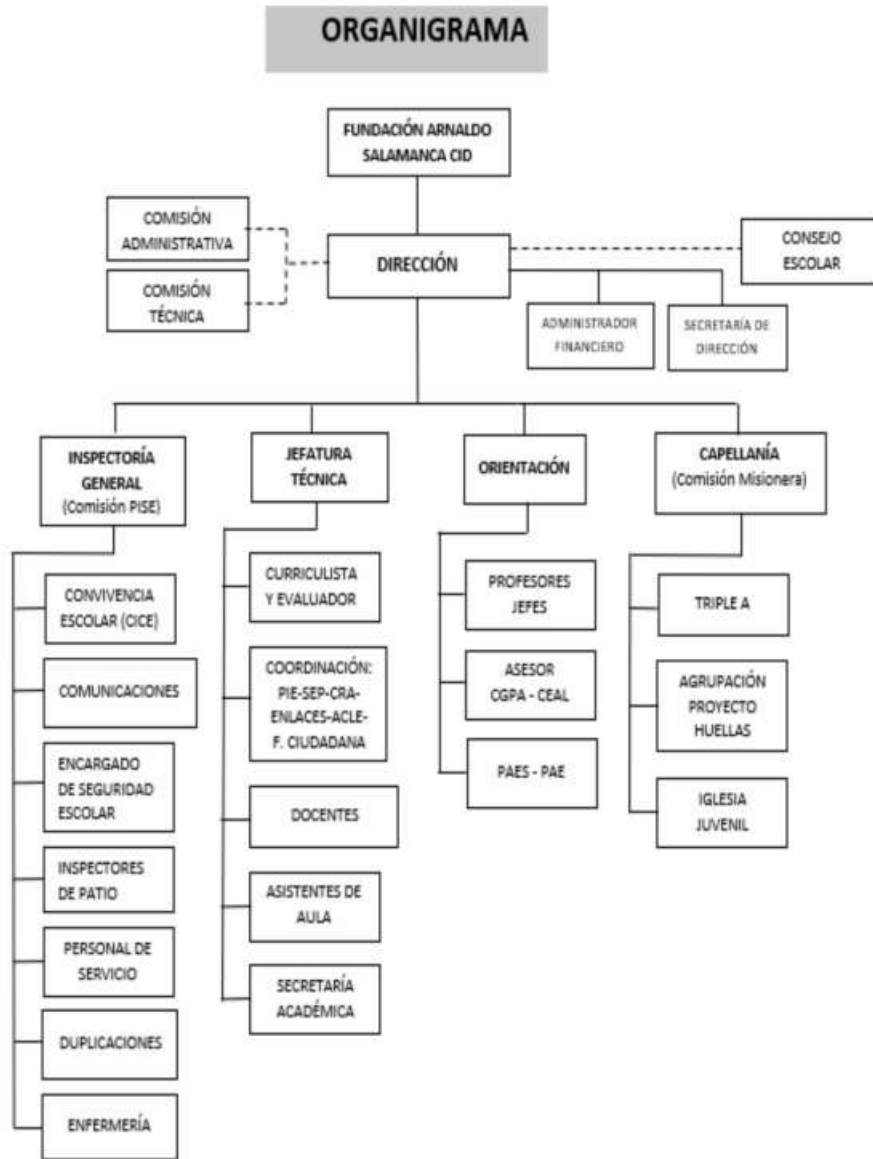 ORGANIGRAMA
FUNDACIÓN ARNALDO
SALAMANCA CID
COMISIÓN
ADMINISTRATIVA
COMISIÓN
TÉCNICA
DIRECCIÓN
CONSEJO
ESCOLAR
ADMINISTRADOR
FINANCIERO
SECRETARÍA DE
DIRECCIÓN
INSPECTORÍA
GENERAL
(Comisión PISE)
CONVIVENCIA
ESCOLAR (CICE)
COMUNICACIONES
ENCARGADO
DE SEGURIDAD
ESCOLAR
INSPECTORES
DE PATIO
PERSONAL DE
SERVICIO
DUPLICACIONES
ENFERMERÍA
JEFATURA
TÉCNICA
CURRICULISTA
Y EVALUADOR
COORDINACIÓN:
PIE-SEP-CRA-
ENLACES-ACLE-
F. CIUDADANA
DOCENTES
ASISTENTES DE
AULA
SECRETARÍA
ACADÉMICA
ORIENTACIÓN
PROFESORES
JEFES
ASESOR
CGPA - CEAL
PAES - PAE
CAPELLANÍA
(Comisión Misionera)
TRIPLE A
AGRUPACIÓN
PROYECTO
HUELLAS
IGLESIA
JUVENIL